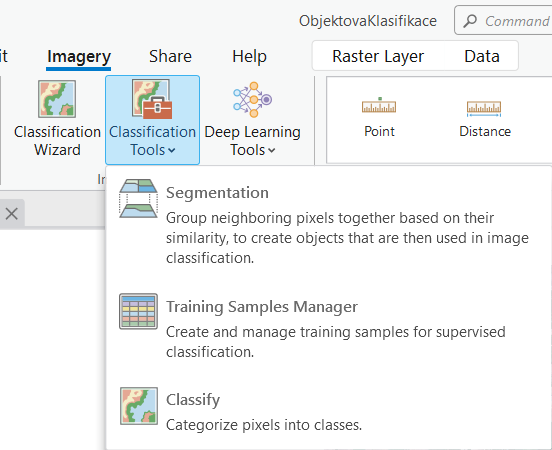 ObjektovaKlasifikace
Command
it Imagery Share Help Raster Layer Data
Classification
Wizard
Classification
Tools
Deep Learning
Tools
Point
Distance
Segmentation
Group neighboring pixels together based on their
similarity, to create objects that are then used in image
classification.
Training Samples Manager
Create and manage training samples for supervised
classification.
Classify
Categorize pixels into classes.